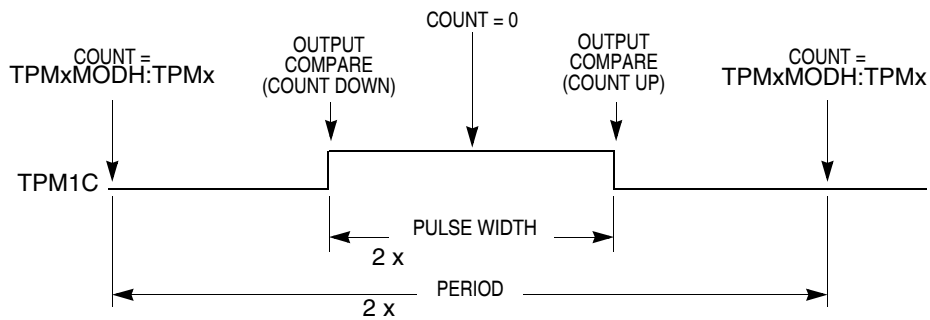 COUNT = 0
COUNT =
TPMxMODH:TPMx
OUTPUT
COMPARE
(COUNT DOWN)
OUTPUT
COMPARE
(COUNT UP)
COUNT =
TPMxMODH:TPMx
TPM1C
PULSE WIDTH
2 x
PERIOD
2 x